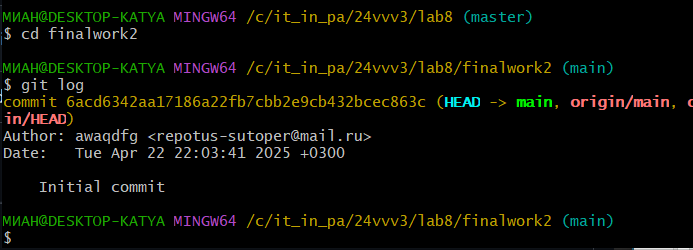 МИАН@DESKTOP-KATYA MINGW64 /c/it_in_pa/24vvv3/lab8 (master)
$ cd finalwork2
МИАН@DESKTOP-KATYA MINGW64 /c/it_in_pa/24vvv3/lab8/finalwork2 (main)
$ git log
commit 6acd6342aa17186a22fb7cbb2e9cb432bcec863c (HEAD -> main, origin/main, o
in/HEAD)
Author: awaqdfg <repotus-sutoper@mail.ru>
Date:   Tue Apr 22 22:03:41 2025 +0300
Initial commit
МИАН@DESKTOP-KATYA MINGW64 /c/it_in_pa/24vvv3/lab8/finalwork2 (main)
$